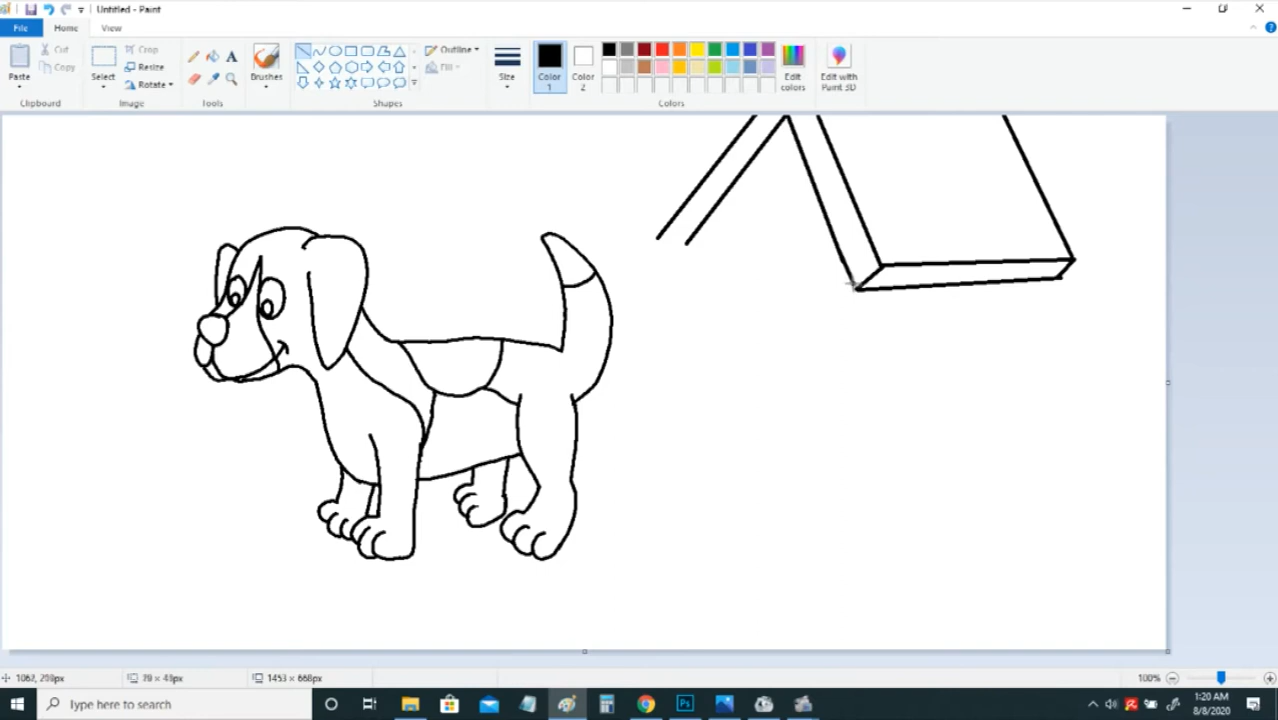 Untitled - Paint
File Home View
Paste
Cut
Copy
Clipboard
Select
Crop
Resize
Rotate
Image
A
Tools
Brushes
Outline
Fill
Shapes
Size
Color 1
Color 2
Edit colors
Colors
Edit with Paint 3D
1453 × 668px
100%
Type here to search
Ps
1:20 AM
8/8/2020